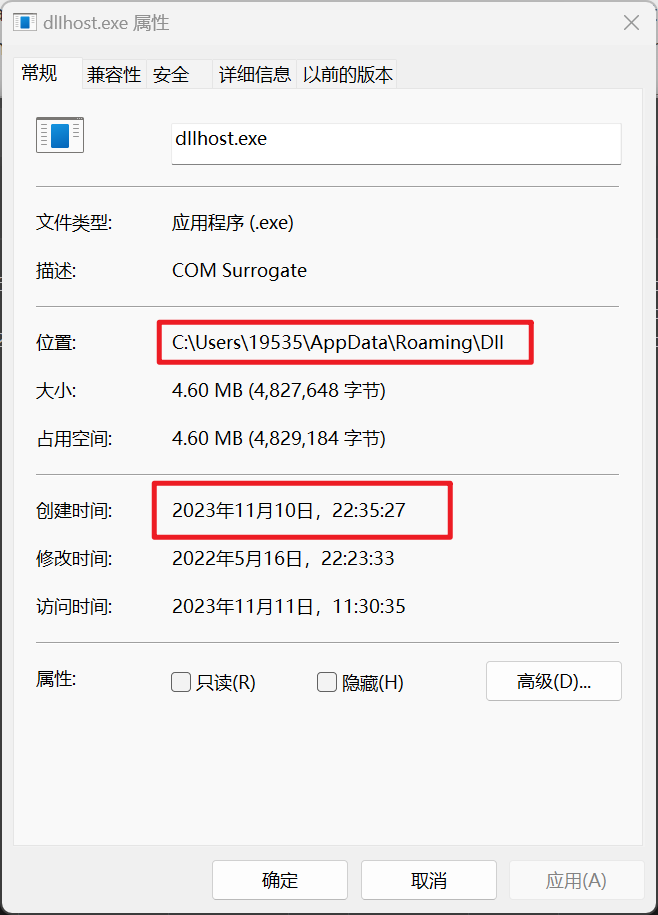 dllhost.exe 属性
常规 兼容性 安全 详细信息 以前的版本
dllhost.exe
文件类型: 应用程序 (.exe)
描述: COM Surrogate
位置: C:\Users\19535\AppData\Roaming\Dll
大小: 4.60 MB (4,827,648 字节)
占用空间: 4.60 MB (4,829,184 字节)
创建时间: 2023年11月10日，22:35:27
修改时间: 2022年5月16日，22:23:33
访问时间: 2023年11月11日，11:30:35
属性: 只读(R) 隐藏(H) 高级(D)...
确定 取消 应用(A)